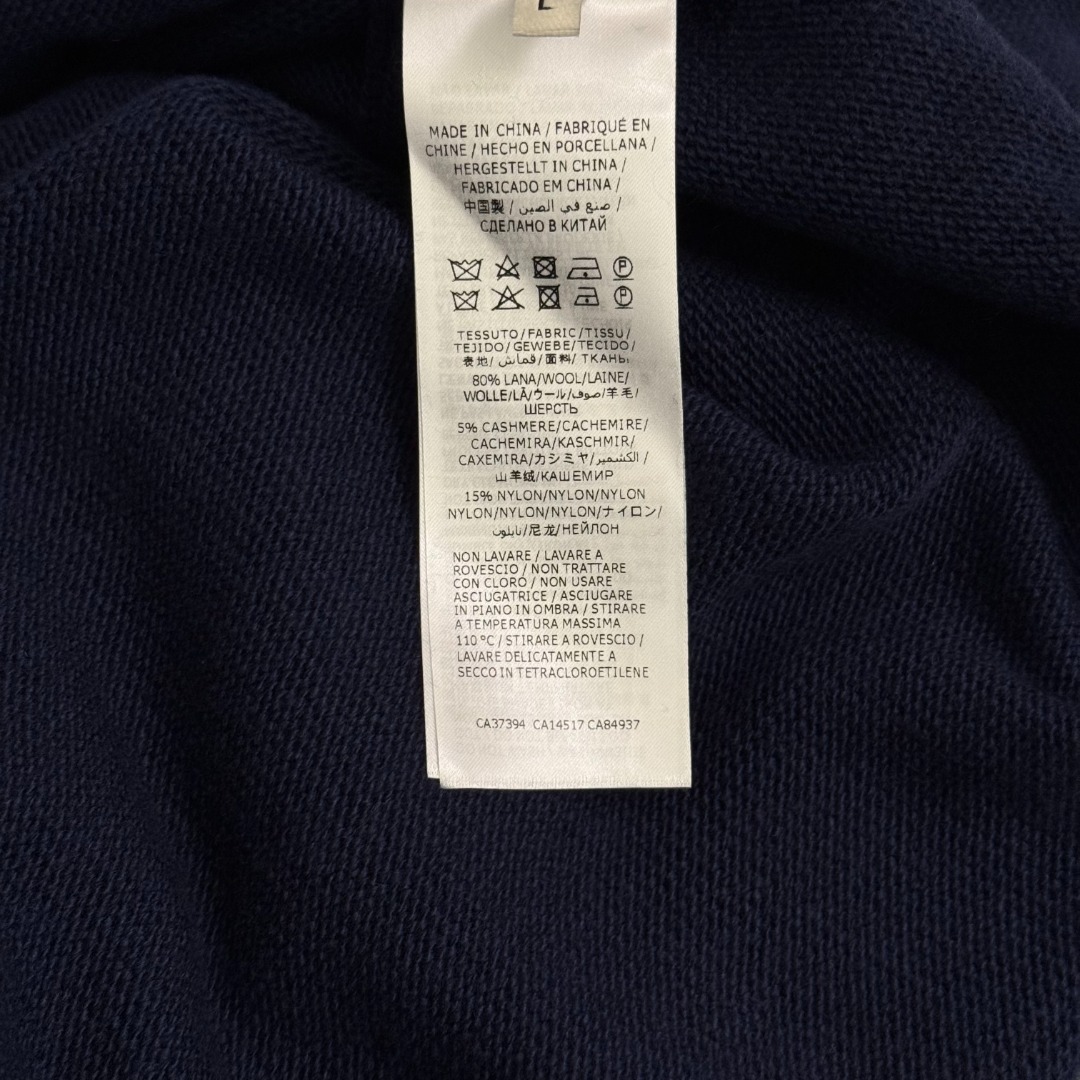 L
MADE IN CHINA / FABRIQUÉ EN
CHINE / HECHO EN PORCELLANA /
HERGESTELLT IN CHINA /
FABRICADO EM CHINA /
中国製 / صنع في الصين /
СДЕЛАНО В КИТАЙ
P
P
TESSUTO/FABRIC/TISSU/
TEJIDO/GEWEBE/TECIDO/
表地/قماش/面料/ ТКАНЬ
80% LANA/WOOL/LAINE/
WOLLE/LÃ/ウール/صوف/羊毛/
ШЕРСТЬ
5% CASHMERE/CACHEMIRE/
CACHEMIRA/KASCHMIR/
CAXEMIRA/カシミヤ/الكشمير/
山羊绒/КАШЕМИР
15% NYLON/NYLON/NYLON
NYLON/NYLON/NYLON/ナイロン/
نايلون/尼龙/НЕЙЛОН
NON LAVARE / LAVARE A
ROVESCIO / NON TRATTARE
CON CLORO / NON USARE
ASCIUGATRICE / ASCIUGARE
IN PIANO IN OMBRA / STIRARE
A TEMPERATURA MASSIMA
110 °C / STIRARE A ROVESCIO /
LAVARE DELICATAMENTE A
SECCO IN TETRACLOROETILENE
CA37394 CA14517 CA84937